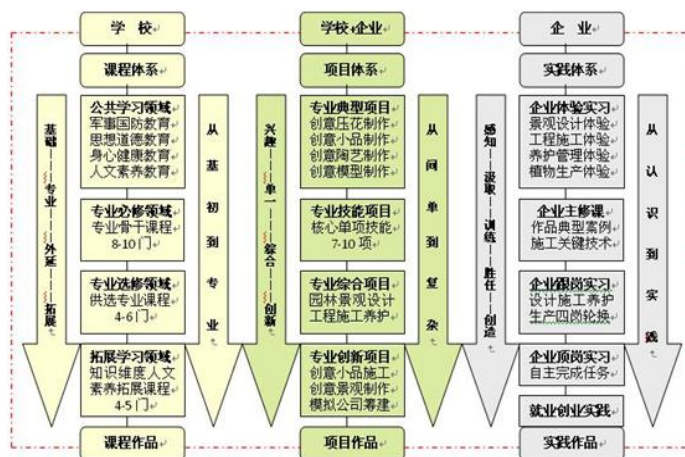 学 校
课程体系
公共学习领域
军事国防教育
思想道德教育
身心健康教育
人文素养教育
专业必修领域
专业骨干课程
8-10 门
专业选修领域
供选专业课程
4-6 门
拓展学习领域
知识维度人文
素养拓展课程
4-5 门
课程作品
基础——专业——外延——拓展
从基初到专业
学校+企业
项目体系
专业典型项目
创意压花制作
创意小品制作
创意陶艺制作
创意模型制作
专业技能项目
核心单项技能
7-10 项
专业综合项目
园林景观设计
工程施工养护
专业创新项目
创意小品施工
创意景观制作
模拟公司筹建
项目作品
兴趣——单一——综合——创新
从间单到复杂
企 业
实践体系
企业体验实习
景观设计体验
工程施工体验
养护管理体验
植物生产体验
企业主修课
作品典型案例
施工关键技术
企业跟岗实习
设计施工养护
生产四岗轮换
企业顶岗实习
自主完成任务
就业创业实践
实践作品
感知——汲取——训练——胜任——创造
从认识到实践